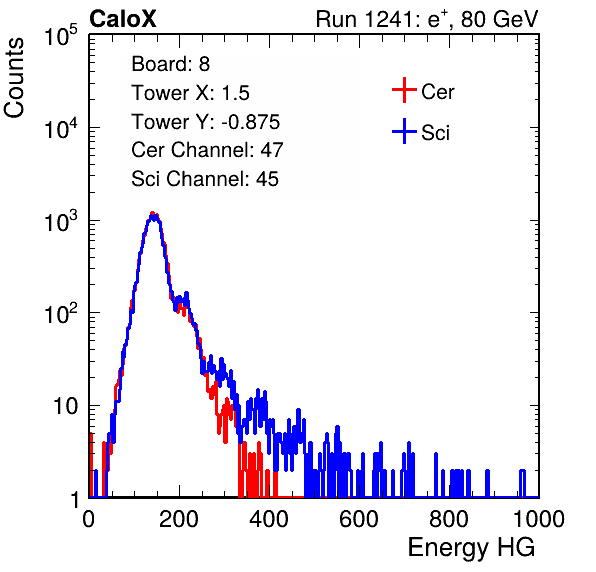 CaloX Run 1241: e⁺, 80 GeV
Counts
Board: 8
Tower X: 1.5
Tower Y: -0.875
Cer Channel: 47
Sci Channel: 45
Cer
Sci
10⁵
10⁴
10³
10²
10
1
0 200 400 600 800 1000
Energy HG